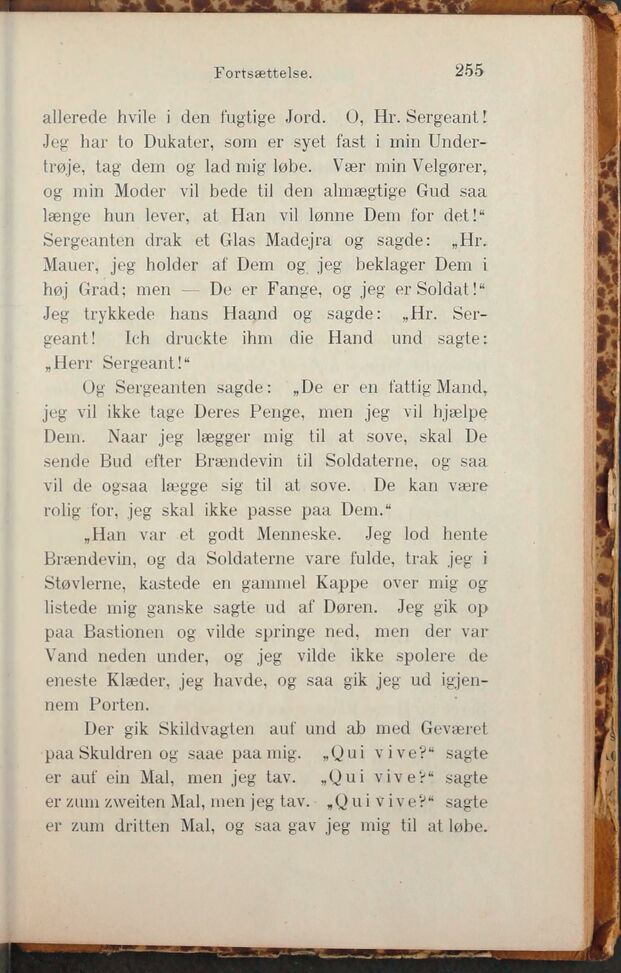 Fortsættelse. 255
allerede hvile i den fugtige Jord. O, Hr. Sergeant!
Jeg har to Dukater, som er syet fast i min Under-
trøje, tag dem og lad mig løbe. Vær min Velgører,
og min Moder vil bede til den almægtige Gud saa
længe hun lever, at Han vil lønne Dem for det!“
Sergeanten drak et Glas Madejra og sagde: „Hr.
Mauer, jeg holder af Dem og jeg beklager Dem i
høj Grad; men — De er Fange, og jeg er Soldat!“
Jeg trykkede hans Haand og sagde: „Hr. Ser-
geant! Ich druckte ihm die Hand und sagte:
„Herr Sergeant!“
Og Sergeanten sagde: „De er en fattig Mand,
jeg vil ikke tage Deres Penge, men jeg vil hjælpe
Dem. Naar jeg lægger mig til at sove, skal De
sende Bud efter Brændevin til Soldaterne, og saa
vil de ogsaa lægge sig til at sove. De kan være
rolig for, jeg skal ikke passe paa Dem.“
„Han var et godt Menneske. Jeg lod hente
Brændevin, og da Soldaterne vare fulde, trak jeg i
Støvlerne, kastede en gammel Kappe over mig og
listede mig ganske sagte ud af Døren. Jeg gik op
paa Bastionen og vilde springe ned, men der var
Vand neden under, og jeg vilde ikke spolere de
eneste Klæder, jeg havde, og saa gik jeg ud igjen-
nem Porten.
Der gik Skildvagten auf und ab med Geværet
paa Skuldren og saae paa mig. „Qui vive?“ sagte
er auf ein Mal, men jeg tav. „Qui vive?“ sagte
er zum zweiten Mal, men jeg tav. „Qui vive?“ sagte
er zum dritten Mal, og saa gav jeg mig til at løbe.